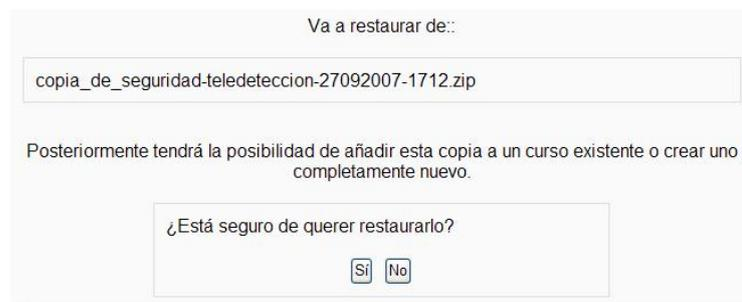 Va a restaurar de::
copia_de_seguridad-teledeteccion-27092007-1712.zip
Posteriormente tendrá la posibilidad de añadir esta copia a un curso existente o crear uno
completamente nuevo.
¿Está seguro de querer restaurarlo?
Sí No